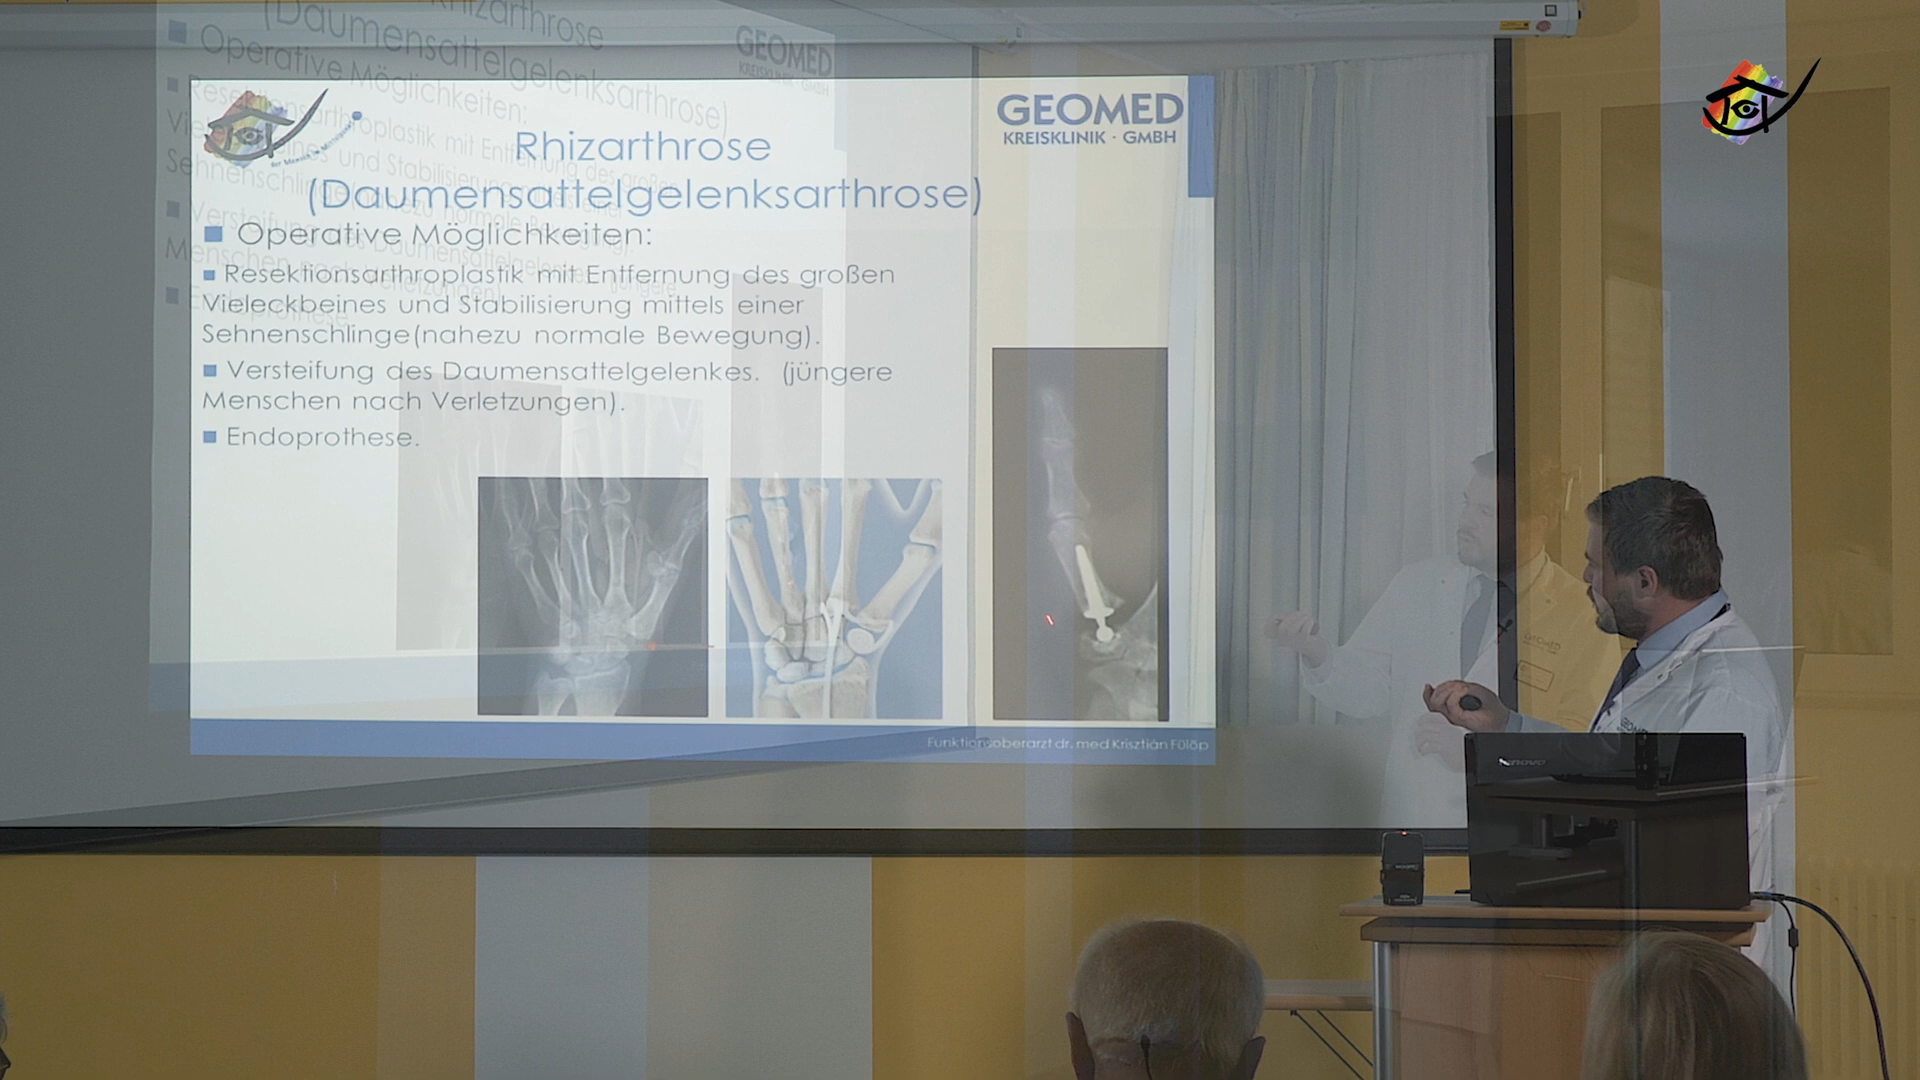 GEOMED
KREISKLINIK · GMBH
Rhizarthrose
(Daumensattelgelenksarthrose)
Operative Möglichkeiten:
Resektionsarthroplastik mit Entfernung des großen
Vieleckbeines und Stabilisierung mittels einer
Sehnenschlinge(nahezu normale Bewegung).
Versteifung des Daumensattelgelenkes. (jüngere
Menschen nach Verletzungen).
Endoprothese.
Funktionsoberarzt dr. med Krisztián Fülöp
lenovo